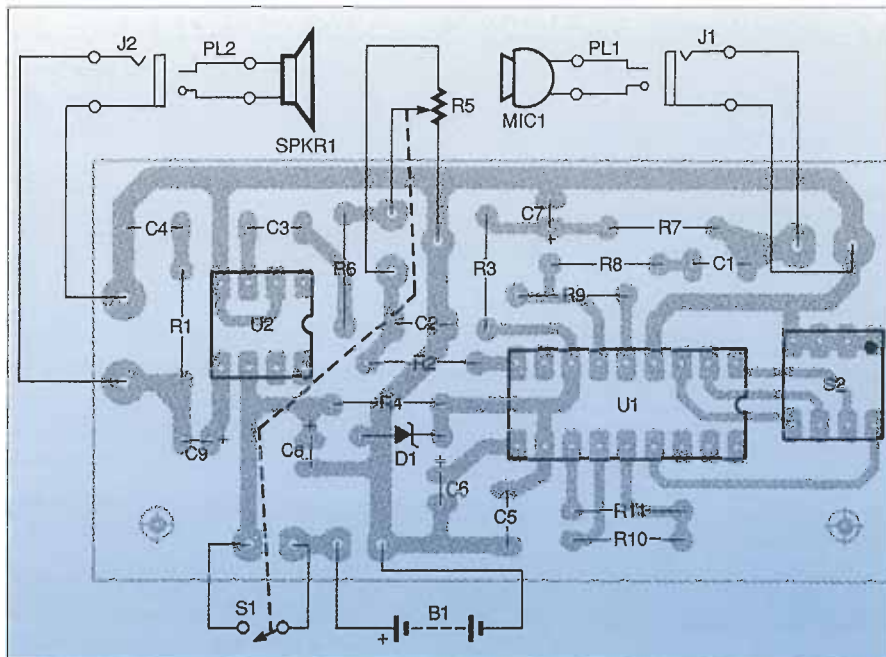 J2
PL2
SPKR1
R5
MIC1
PL1
J1
C4
C3
R6
R3
C7
+
R7
R8
C1
R9
R1
U2
C2
R2
R4
U1
S2
C9
+
C8
+
D1
+
C6
C5
R11
R10
S1
+
B1